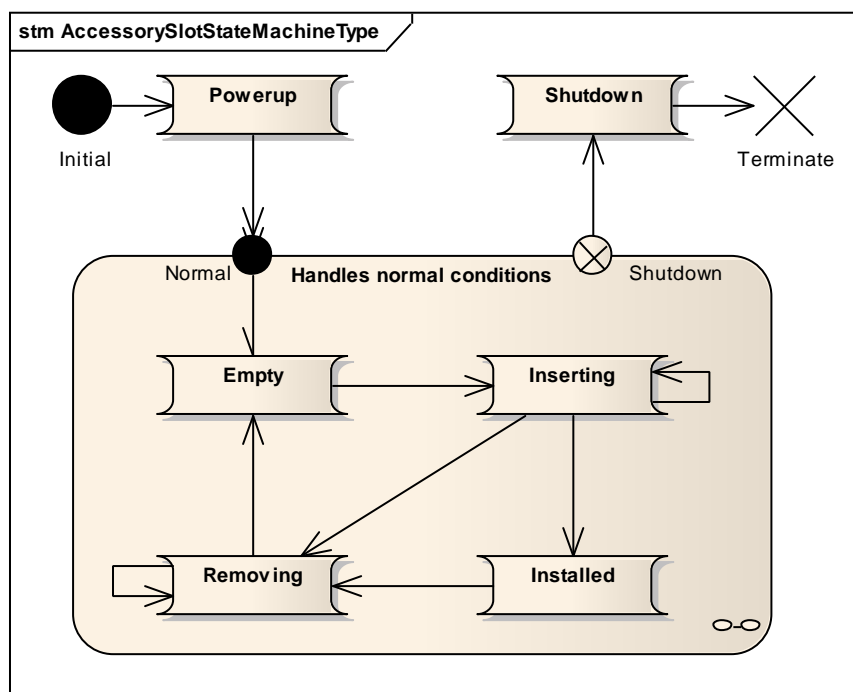 stm AccessorySlotStateMachineType
Powerup
Shutdown
Initial
Terminate
Normal
Handles normal conditions
Shutdown
Empty
Inserting
Removing
Installed